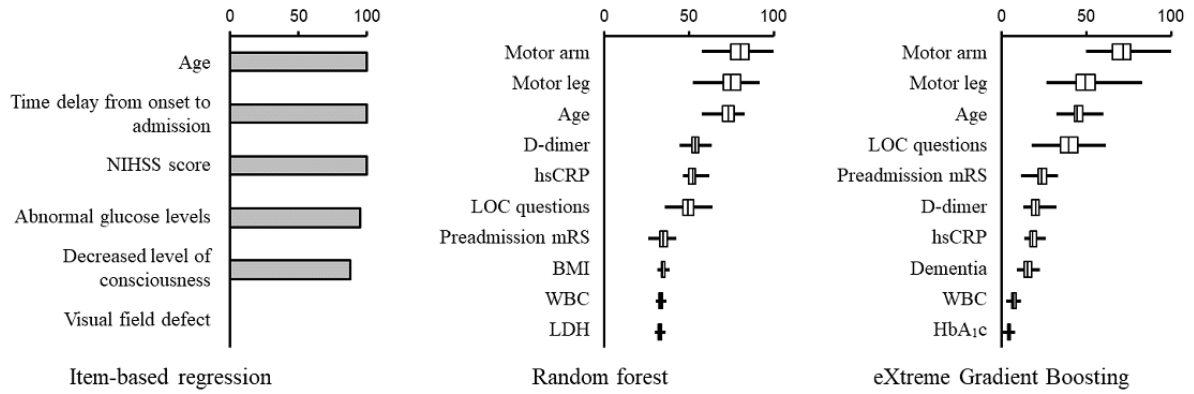 0 50 100
Age
Time delay from onset to
admission
NIHSS score
Abnormal glucose levels
Decreased level of
consciousness
Visual field defect
Item-based regression
0 50 100
Motor arm
Motor leg
Age
D-dimer
hsCRP
LOC questions
Preadmission mRS
BMI
WBC
LDH
Random forest
0 50 100
Motor arm
Motor leg
Age
LOC questions
Preadmission mRS
D-dimer
hsCRP
Dementia
WBC
HbA₁c
eXtreme Gradient Boosting